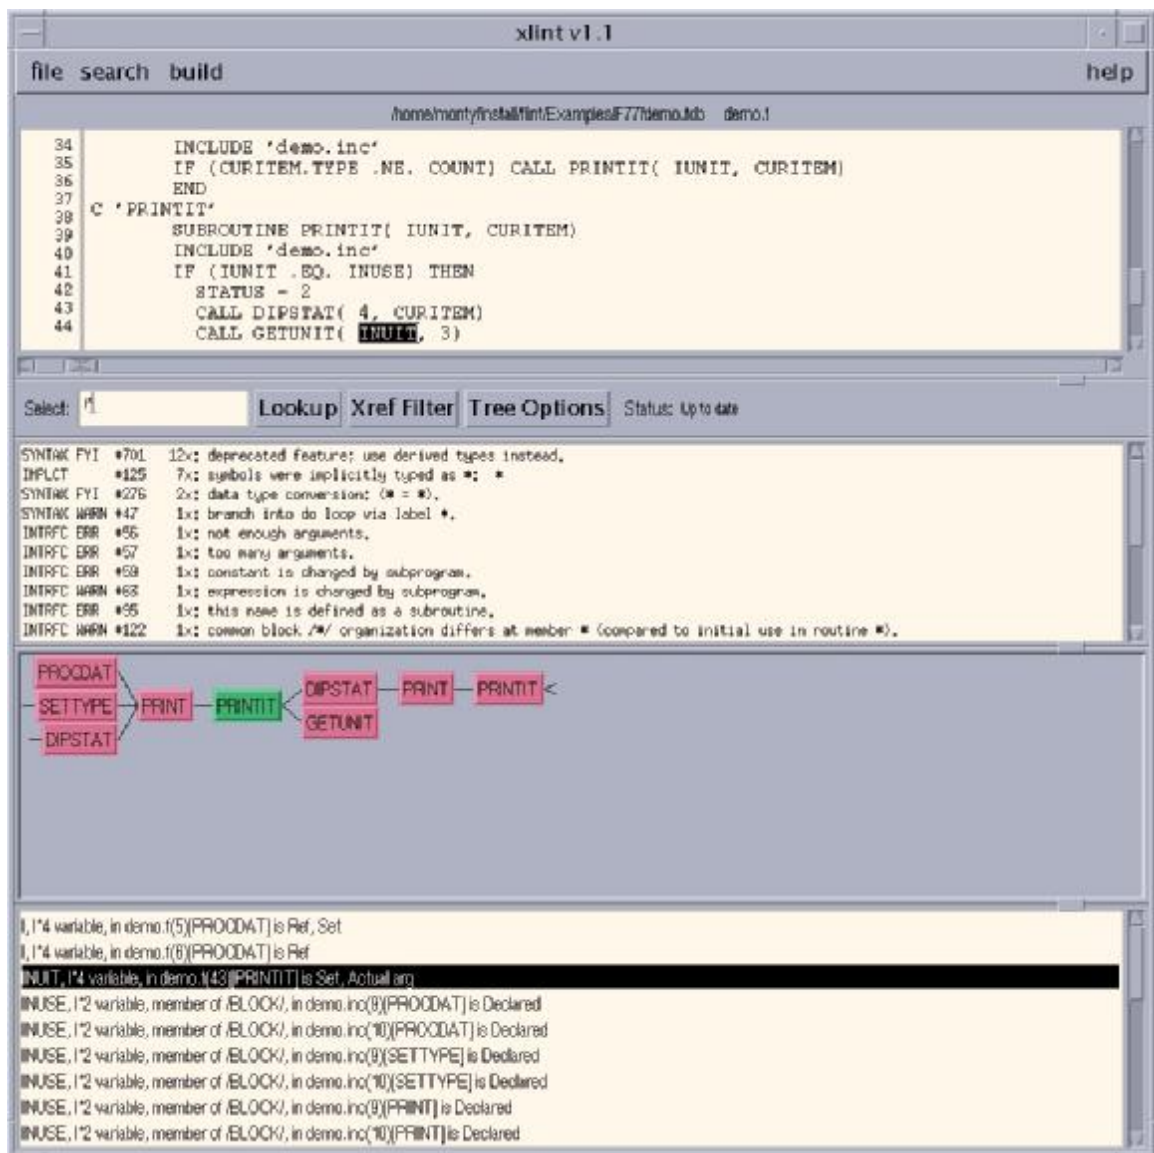 xlint v1.1
file search build help
/home/monty/install/flint/Examples/F77/demo.fdb demo.f
34 INCLUDE 'demo.inc'
35 IF (CURITEM.TYPE .NE. COUNT) CALL PRINTIT( IUNIT, CURITEM)
36 END
37 C 'PRINTIT'
38 SUBROUTINE PRINTIT( IUNIT, CURITEM)
39 INCLUDE 'demo.inc'
40 IF (IUNIT .EQ. INUSE) THEN
41 STATUS = 2
42 CALL DIPSTAT( 4, CURITEM)
43 CALL GETUNIT( INUIT, 3)
44
Select: Lookup Xref Filter Tree Options Status: Up to date
SYNTAX FYI #701 12x: deprecated feature; use derived types instead.
IMPLCT #125 7x: symbols were implicitly typed as *: *
SYNTAX FYI #276 2x: data type conversion: (* = *).
SYNTAX WARN #47 1x: branch into do loop via label *.
INTRFC ERR #56 1x: not enough arguments.
INTRFC ERR #57 1x: too many arguments.
INTRFC ERR #59 1x: constant is changed by subprogram.
INTRFC WARN #63 1x: expression is changed by subprogram.
INTRFC ERR #95 1x: this name is defined as a subroutine.
INTRFC WARN #122 1x: common block /*/ organization differs at member * (compared to initial use in routine *).
PROCDAT
SETTYPE PRINT PRINTIT DIPSTAT PRINT PRINTIT
DIPSTAT GETUNIT
I, I*4 variable, in demo.f(5)[PROCDAT] is Ref, Set
I, I*4 variable, in demo.f(6)[PROCDAT] is Ref
INUIT, I*4 variable, in demo.f(43)[PRINTIT] is Set, Actual arg
INUSE, I*2 variable, member of /BLOCK/, in demo.inc(9)[PROCDAT] is Declared
INUSE, I*2 variable, member of /BLOCK/, in demo.inc(10)[PROCDAT] is Declared
INUSE, I*2 variable, member of /BLOCK/, in demo.inc(9)[SETTYPE] is Declared
INUSE, I*2 variable, member of /BLOCK/, in demo.inc(10)[SETTYPE] is Declared
INUSE, I*2 variable, member of /BLOCK/, in demo.inc(9)[PRINT] is Declared
INUSE, I*2 variable, member of /BLOCK/, in demo.inc(10)[PRINT] is Declared